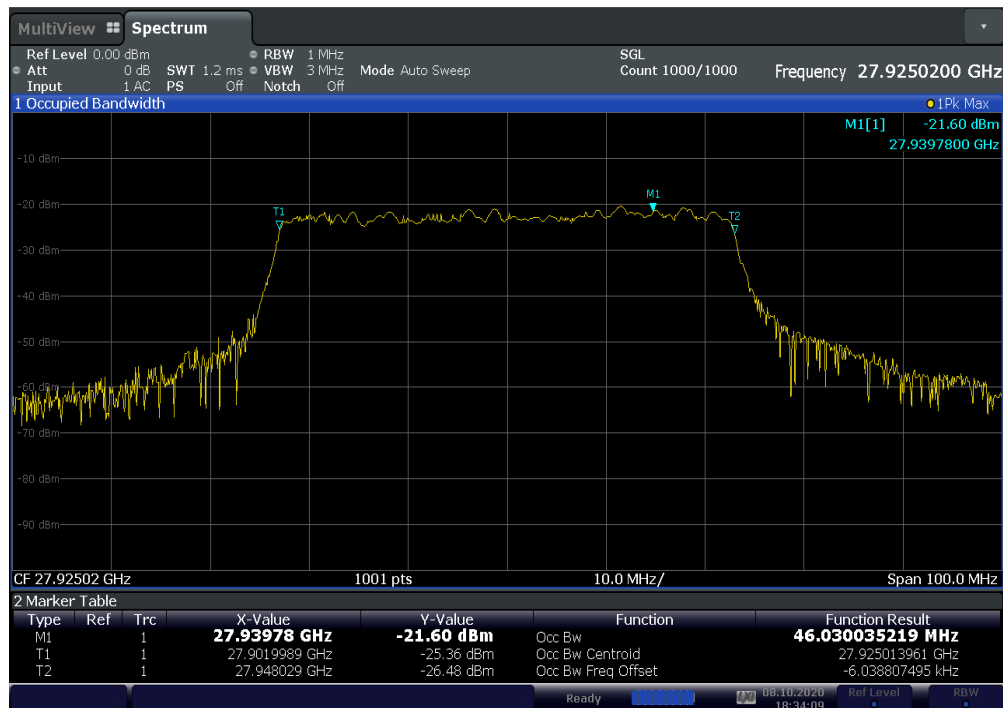 MultiView Spectrum
Ref Level 0.00 dBm RBW 1 MHz SGL
Att 0 dB SWT 1.2 ms VBW 3 MHz Mode Auto Sweep Count 1000/1000 Frequency 27.9250200 GHz
Input 1 AC PS Off Notch Off
1 Occupied Bandwidth 1Pk Max
M1[1] -21.60 dBm
27.9397800 GHz
-10 dBm
M1
-20 dBm
T1 T2
-30 dBm
-40 dBm
-50 dBm
-60 dBm
-70 dBm
-80 dBm
-90 dBm
CF 27.92502 GHz 1001 pts 10.0 MHz/ Span 100.0 MHz
2 Marker Table
Type Ref Trc X-Value Y-Value Function Function Result
M1 1 27.93978 GHz -21.60 dBm Occ Bw 46.030035219 MHz
T1 1 27.9019989 GHz -25.36 dBm Occ Bw Centroid 27.925013961 GHz
T2 1 27.948029 GHz -26.48 dBm Occ Bw Freq Offset -6.038807495 kHz
Ready 08.10.2020 Ref Level RBW
18:34:09